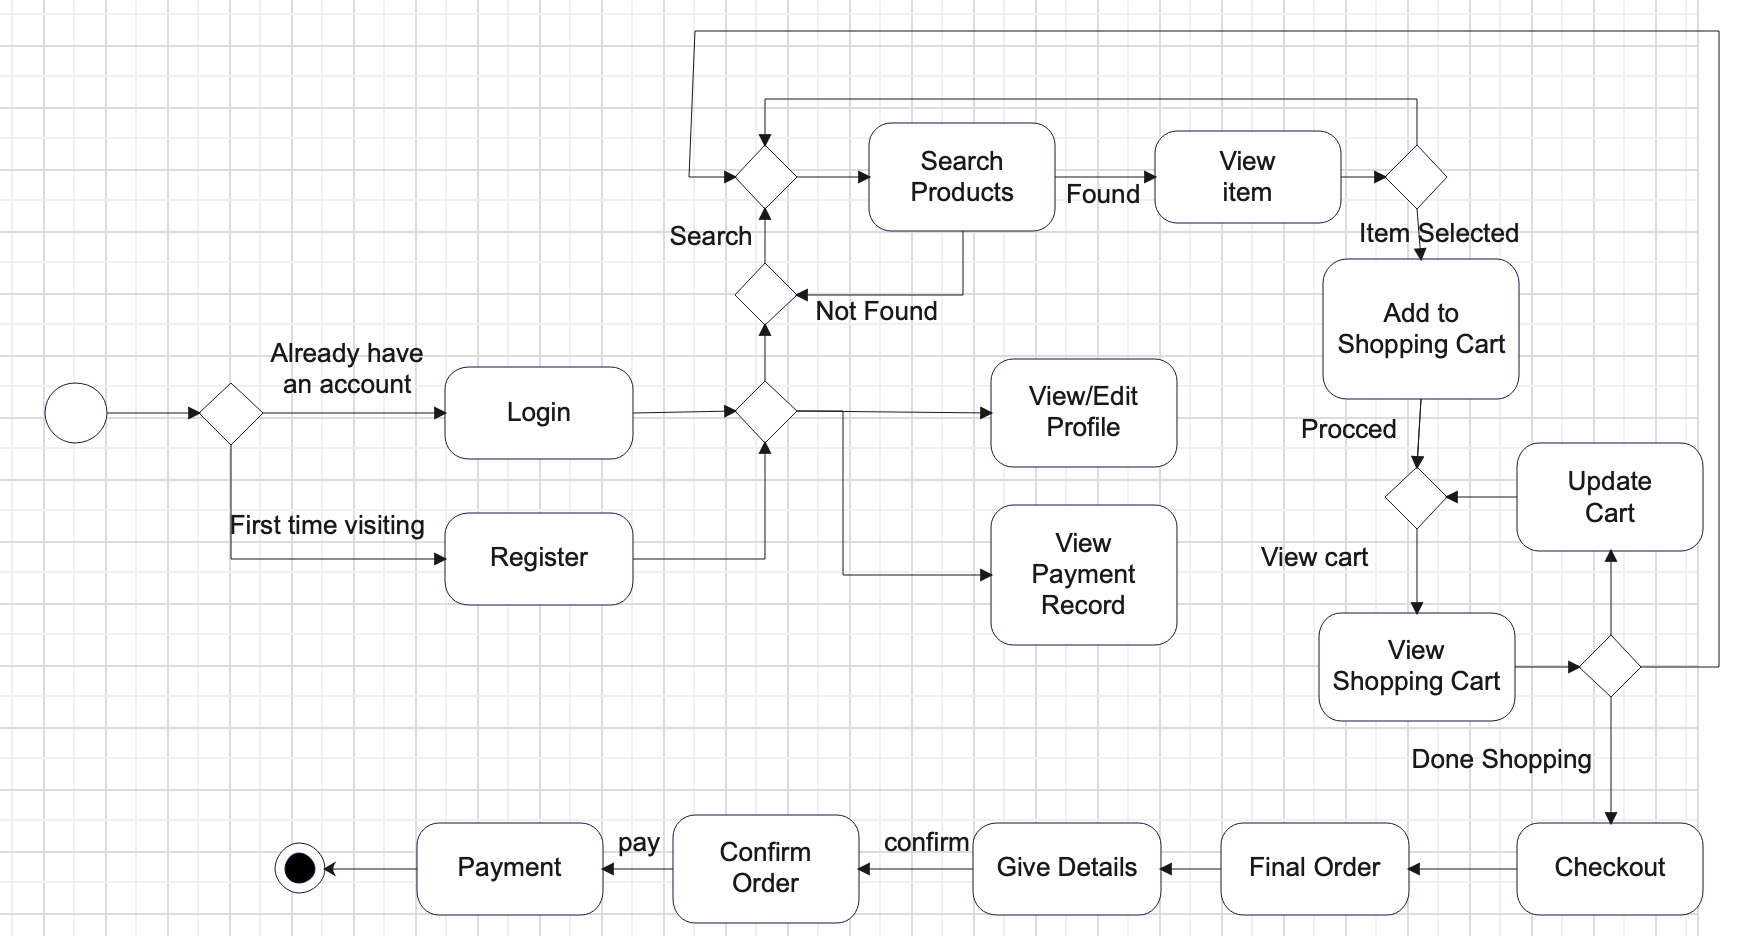 Search
Products
View
item
Found
Search
Item Selected
Not Found
Add to
Shopping Cart
Already have
an account
Login
View/Edit
Profile
Procced
Update
Cart
First time visiting
Register
View
Payment
Record
View cart
View
Shopping Cart
Done Shopping
Payment
pay
Confirm
Order
confirm
Give Details
Final Order
Checkout